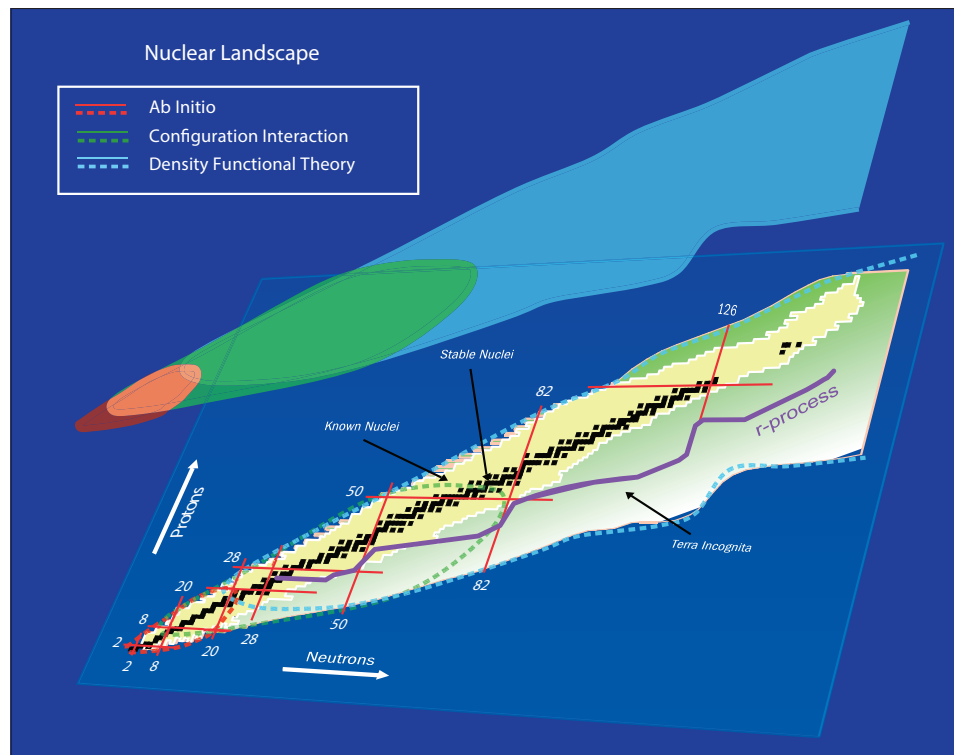 Nuclear Landscape
Ab Initio
Configuration Interaction
Density Functional Theory
126
Stable Nuclei
82
Known Nuclei
r-process
50
Protons
Terra Incognita
28
82
20
50
8
28
2
20
8
2
Neutrons